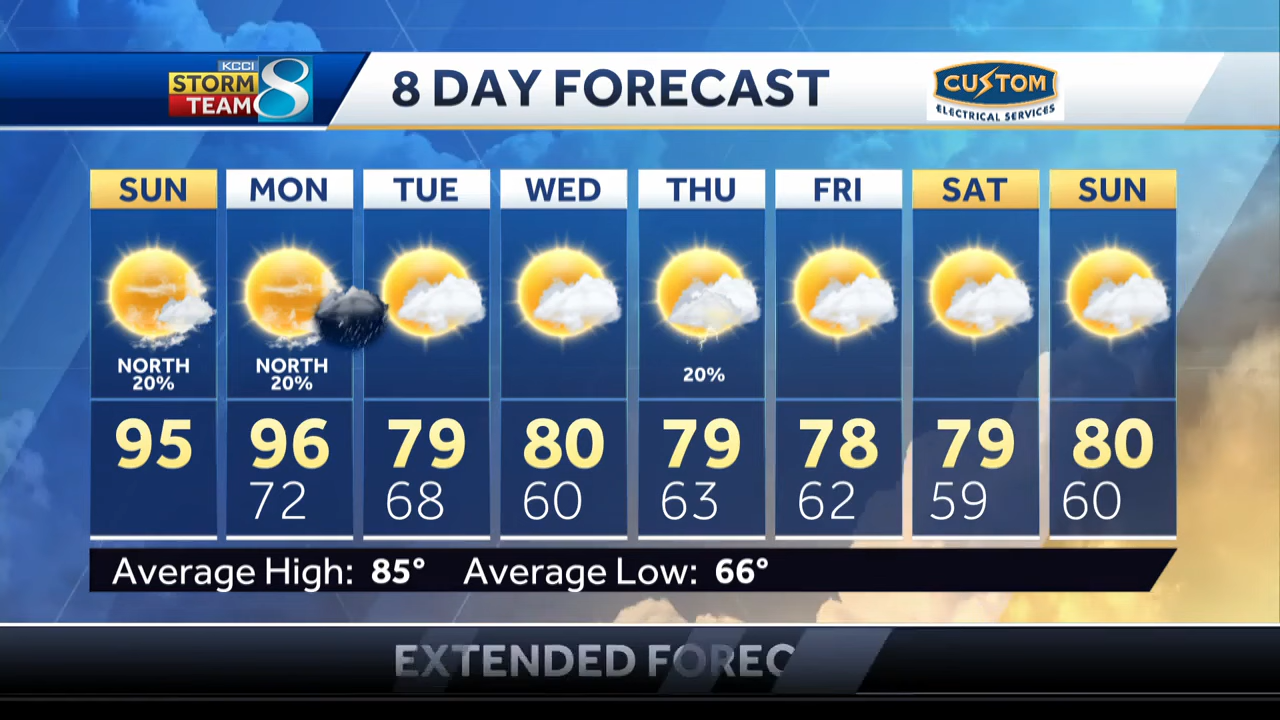 KCCI
STORM
TEAM 8
8 DAY FORECAST
CUSTOM
ELECTRICAL SERVICES
SUN MON TUE WED THU FRI SAT SUN
NORTH NORTH
20% 20% 20%
95 96 79 80 79 78 79 80
72 68 60 63 62 59 60
Average High: 85° Average Low: 66°
EXTENDED FOREC